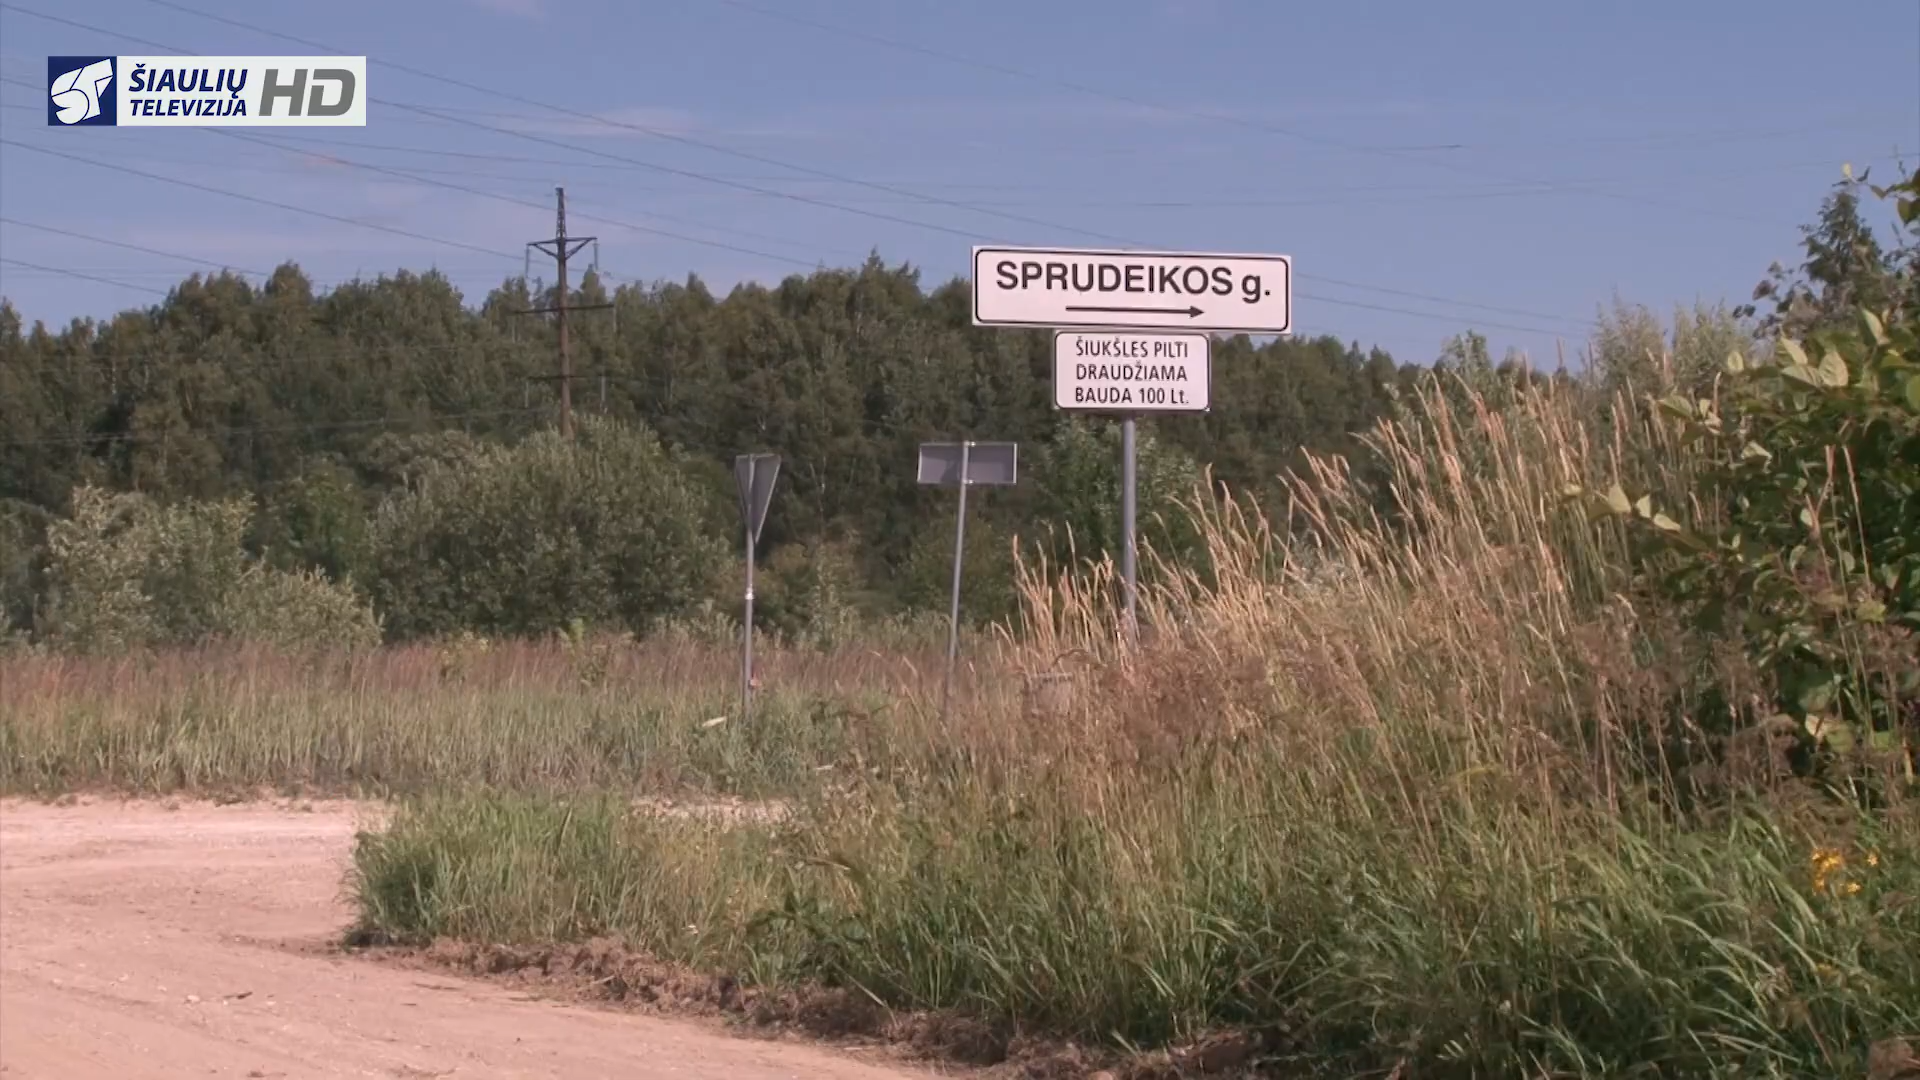 ŠIAULIŲ
TELEVIZIJA HD
SPRUDEIKOS g.
ŠIUKŠLES PILTI
DRAUDŽIAMA
BAUDA 100 Lt.